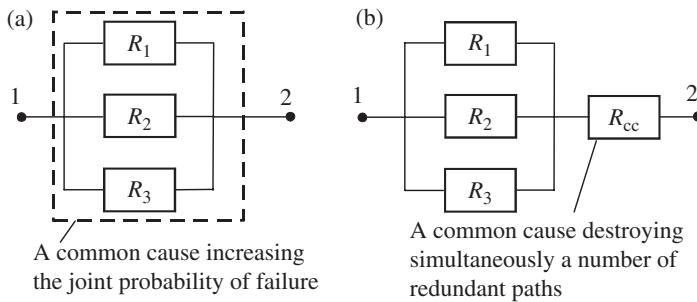 (a)
R1
1
R2
2
R3
A common cause increasing
the joint probability of failure
(b)
R1
1
R2
Rcc
2
R3
A common cause destroying
simultaneously a number of
redundant paths